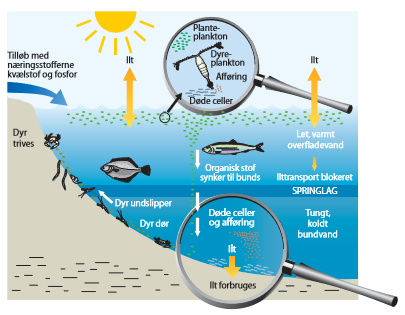 Tilløb med
næringsstofferne
kvælstof og fosfor
Ilt
Plante-
plankton
Dyre-
plankton
Afføring
Døde celler
Ilt
Dyr
trives
Let, varmt
overfladevand
Organisk stof
synker til bunds
Ilttransport blokeret
SPRINGLAG
Dyr undslipper
Dyr dør
Døde celler
og afføring
Ilt
Ilt forbruges
Tungt,
koldt
bundvand